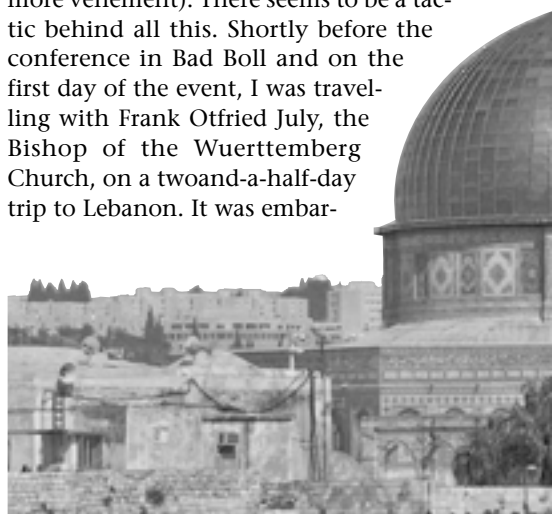 more vehement). There seems to be a tac-
tic behind all this. Shortly before the
conference in Bad Boll and on the
first day of the event, I was travel-
ling with Frank Otfried July, the
Bishop of the Wuerttemberg
Church, on a twoand-a-half-day
trip to Lebanon. It was embar-